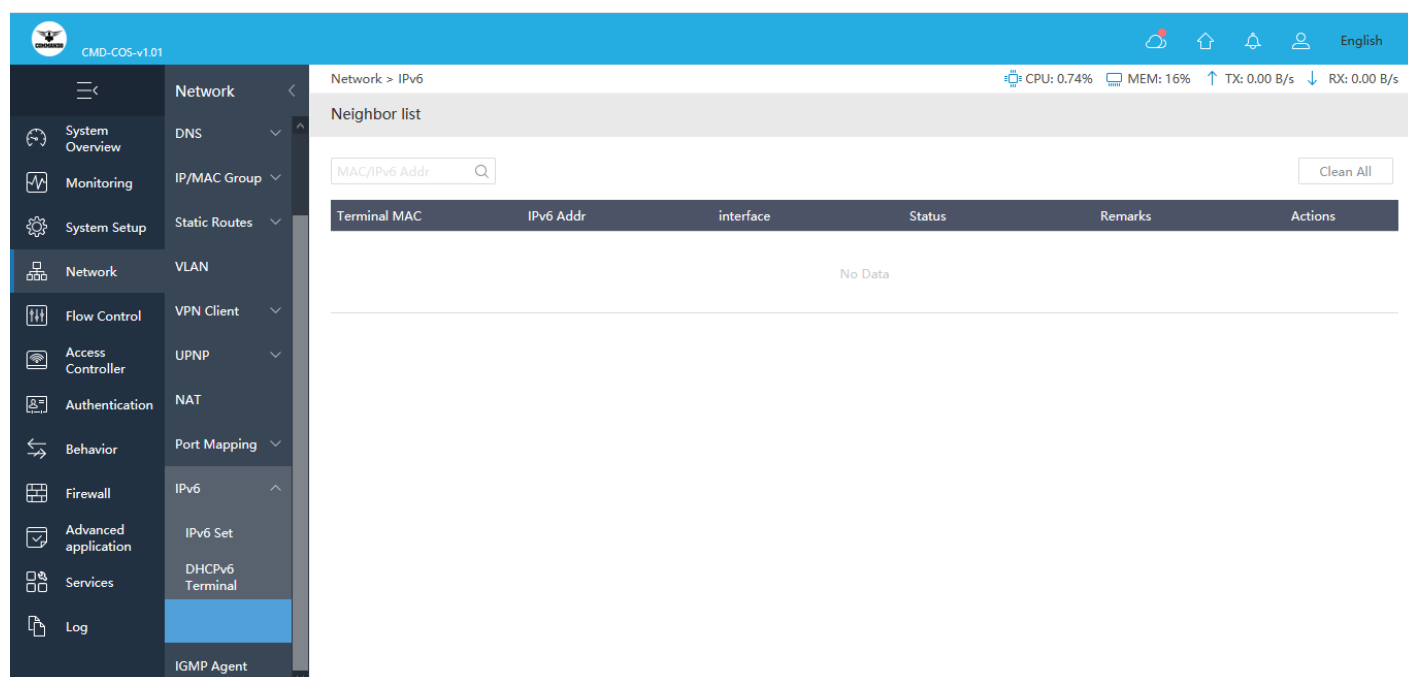 COMMANDO
CMD-COS-v1.01
English
System
Overview
Monitoring
System Setup
Network
Flow Control
Access
Controller
Authentication
Behavior
Firewall
Advanced
application
Services
Log
Network
DNS
IP/MAC Group
Static Routes
VLAN
VPN Client
UPNP
NAT
Port Mapping
IPv6
IPv6 Set
DHCPv6
Terminal
IGMP Agent
Network > IPv6
CPU: 0.74% MEM: 16% TX: 0.00 B/s RX: 0.00 B/s
Neighbor list
MAC/IPv6 Addr
Clean All
Terminal MAC IPv6 Addr interface Status Remarks Actions
No Data